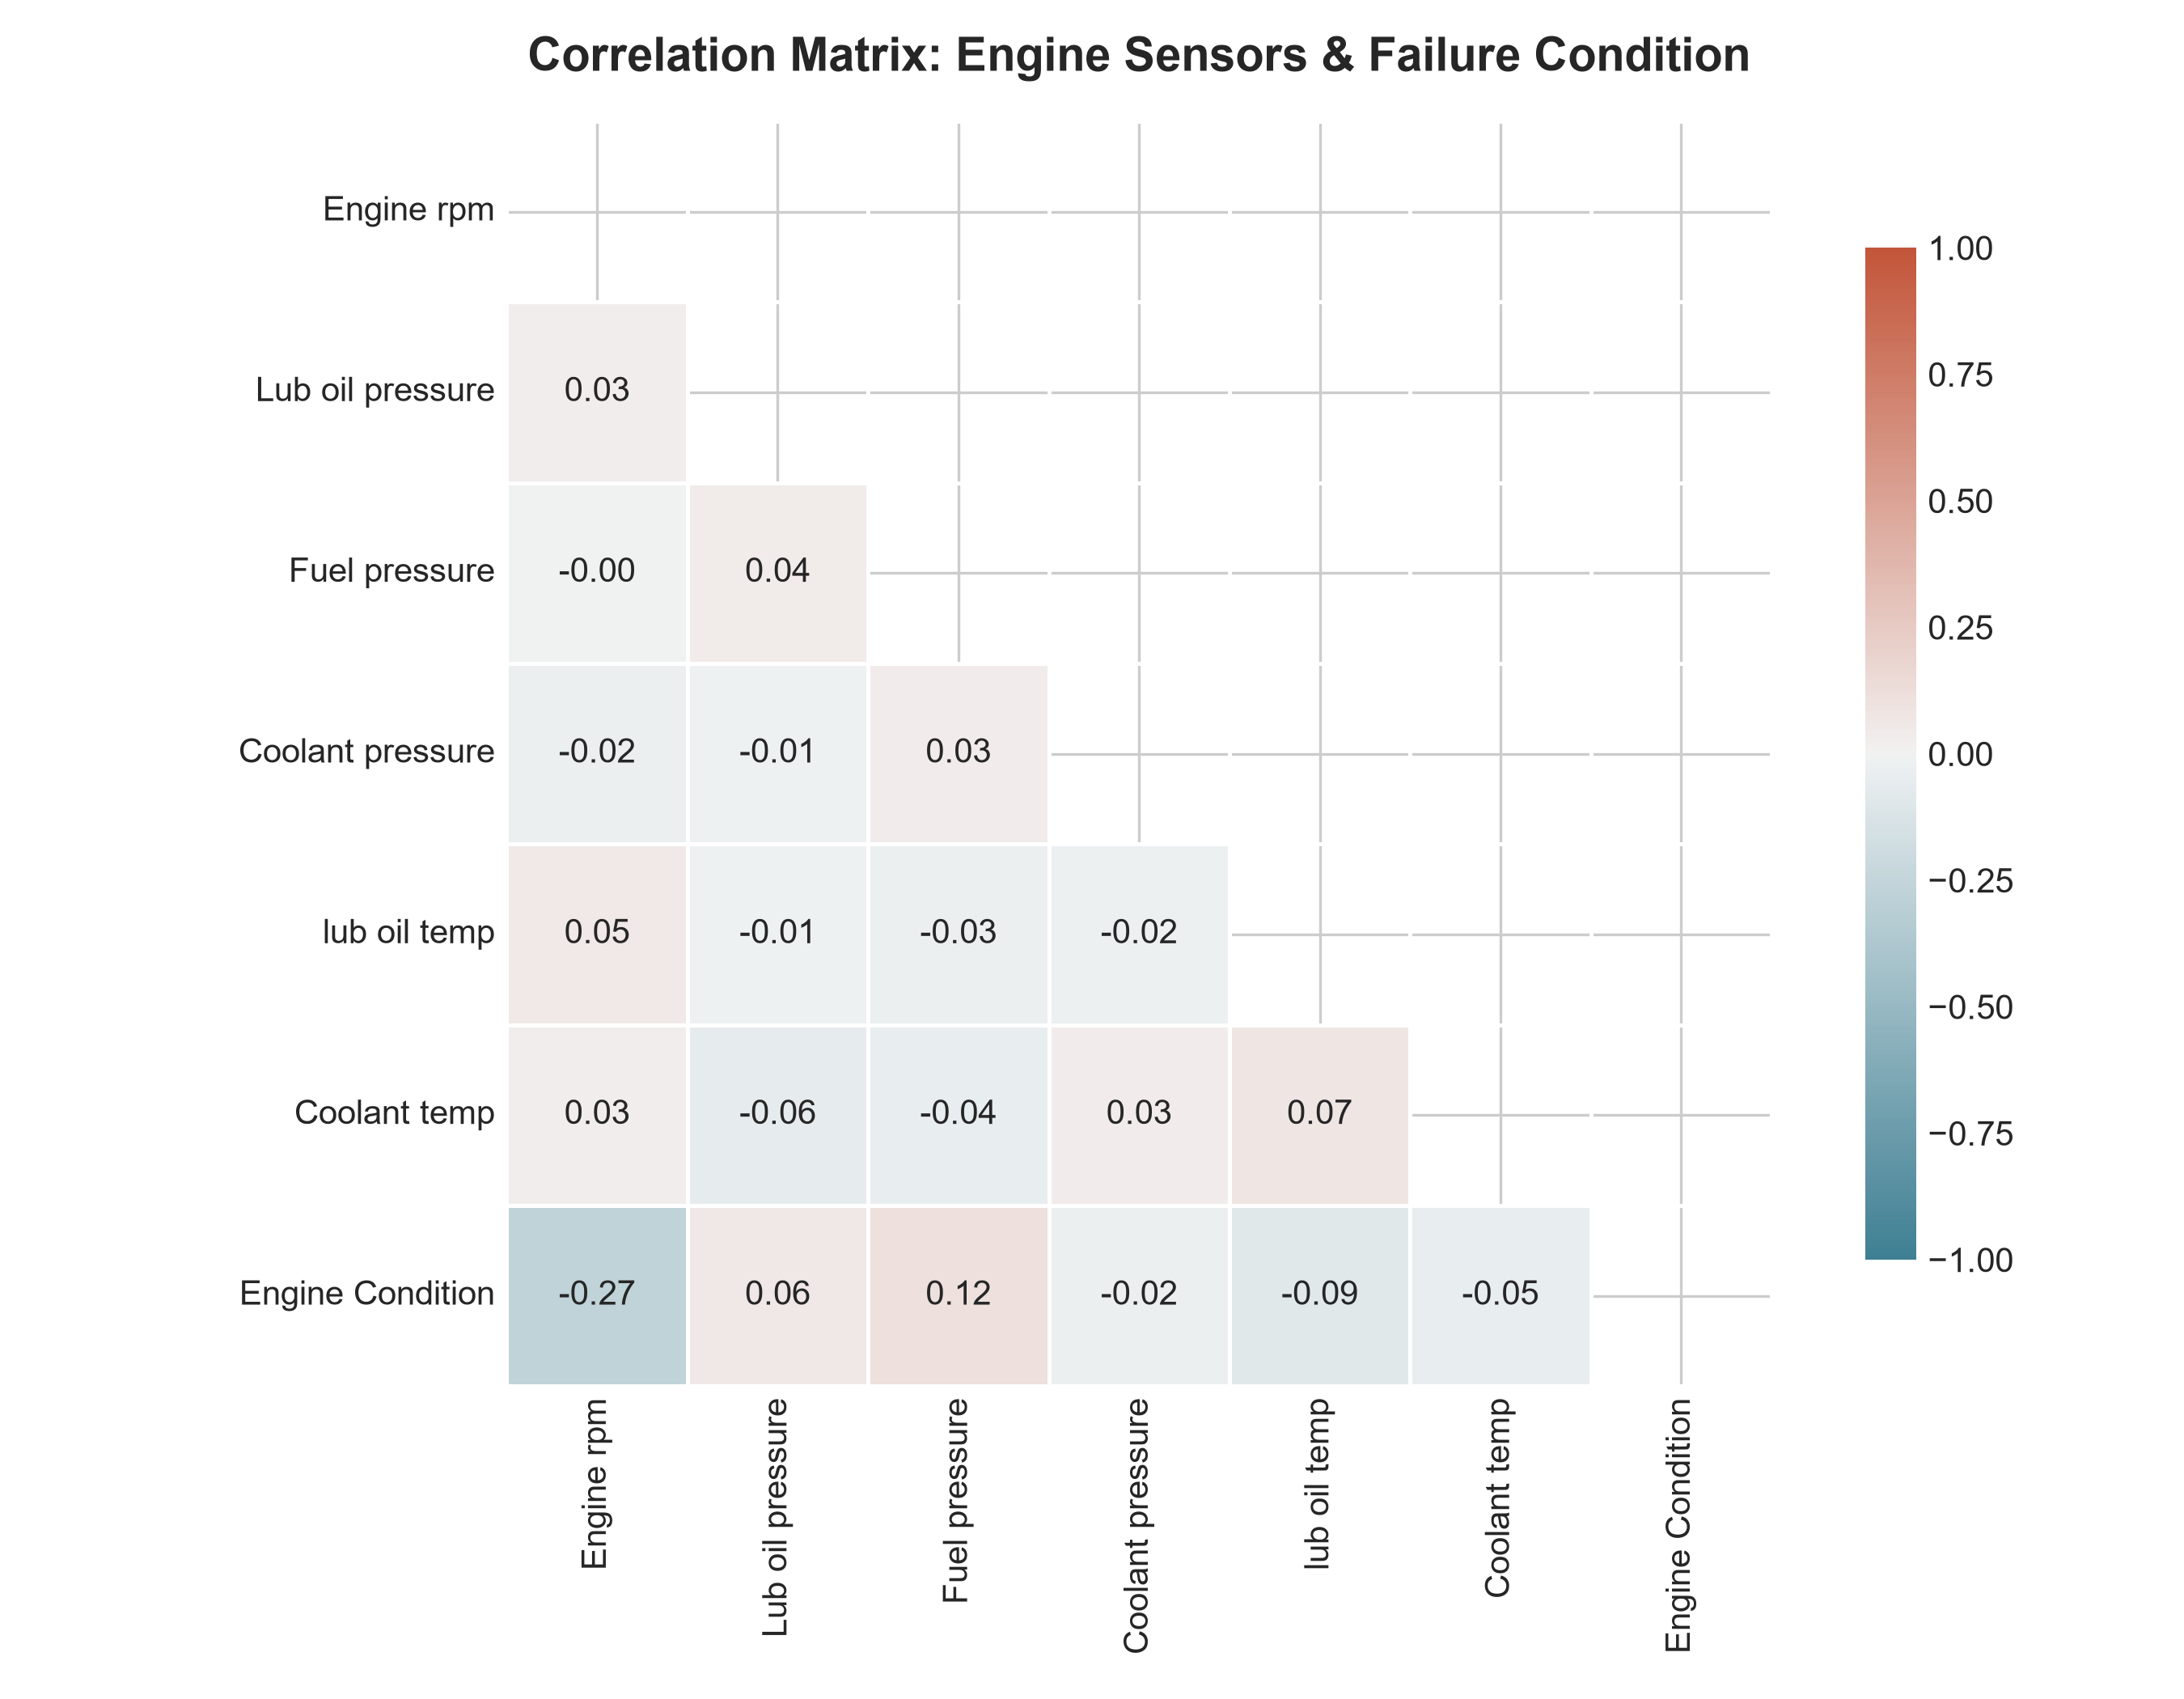 Correlation Matrix: Engine Sensors & Failure Condition
Engine rpm
Lub oil pressure 0.03
Fuel pressure -0.00 0.04
Coolant pressure -0.02 -0.01 0.03
lub oil temp 0.05 -0.01 -0.03 -0.02
Coolant temp 0.03 -0.06 -0.04 0.03 0.07
Engine Condition -0.27 0.06 0.12 -0.02 -0.09 -0.05
Engine rpm
Lub oil pressure
Fuel pressure
Coolant pressure
lub oil temp
Coolant temp
Engine Condition
1.00
0.75
0.50
0.25
0.00
−0.25
−0.50
−0.75
−1.00